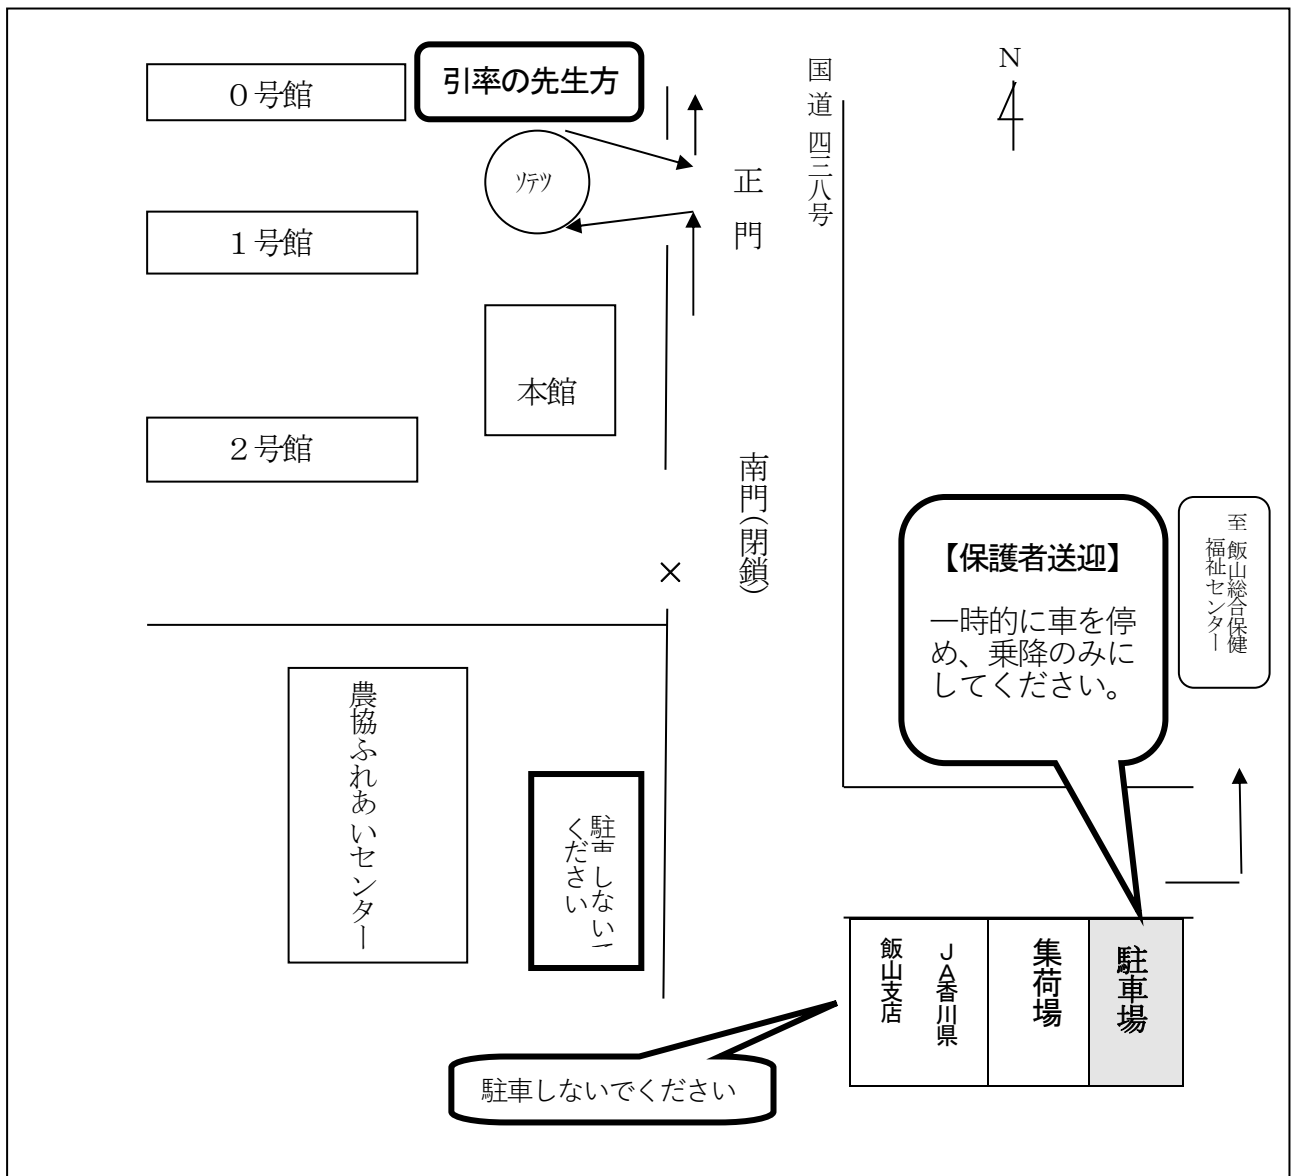 ０号館
引率の先生方
ｿﾃﾂ
正門
国道 四三八号
N
１号館
本館
２号館
南門(閉鎖)
×
【保護者送迎】
一時的に車を停
め、乗降のみに
してください。
至 飯山総合保健
福祉センター
農協ふれあいセンター
駐車しないで
ください
ＪＡ香川県
飯山支店
集荷場
駐車場
駐車しないでください